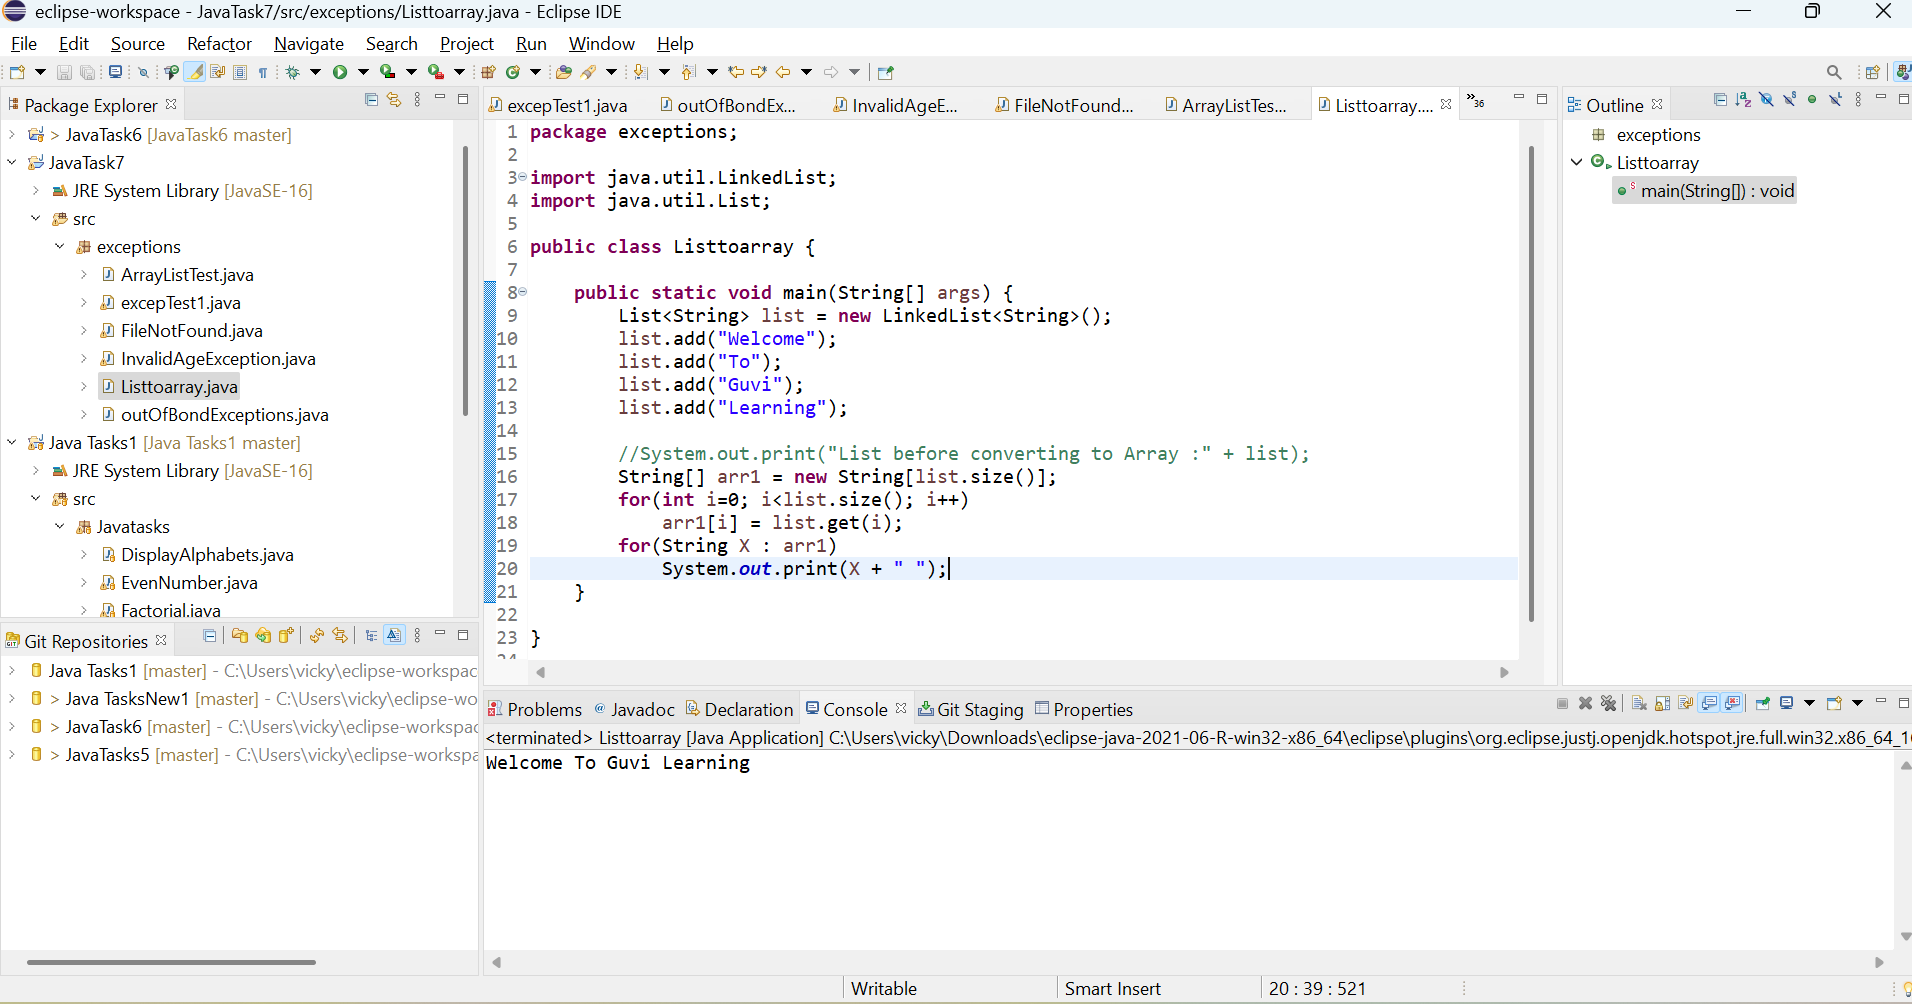 eclipse-workspace - JavaTask7/src/exceptions/Listtoarray.java - Eclipse IDE
File Edit Source Refactor Navigate Search Project Run Window Help
Package Explorer
> JavaTask6 [JavaTask6 master]
JavaTask7
JRE System Library [JavaSE-16]
src
exceptions
ArrayListTest.java
excepTest1.java
FileNotFound.java
InvalidAgeException.java
Listtoarray.java
outOfBondExceptions.java
Java Tasks1 [Java Tasks1 master]
JRE System Library [JavaSE-16]
src
Javatasks
DisplayAlphabets.java
EvenNumber.java
Factorial.java
Git Repositories
Java Tasks1 [master] - C:\Users\vicky\eclipse-workspac
> Java TasksNew1 [master] - C:\Users\vicky\eclipse-wo
> JavaTask6 [master] - C:\Users\vicky\eclipse-workspac
> JavaTasks5 [master] - C:\Users\vicky\eclipse-workspa
excepTest1.java outOfBondEx... InvalidAgeE... FileNotFound... ArrayListTes... Listtoarray.... »36
1 package exceptions;
2
3 import java.util.LinkedList;
4 import java.util.List;
5
6 public class Listtoarray {
7
8 public static void main(String[] args) {
9 List<String> list = new LinkedList<String>();
10 list.add("Welcome");
11 list.add("To");
12 list.add("Guvi");
13 list.add("Learning");
14
15 //System.out.print("List before converting to Array :" + list);
16 String[] arr1 = new String[list.size()];
17 for(int i=0; i<list.size(); i++)
18 arr1[i] = list.get(i);
19 for(String X : arr1)
20 System.out.print(X + " ");
21 }
22
23 }
24
Outline
exceptions
Listtoarray
main(String[]) : void
Problems @ Javadoc Declaration Console Git Staging Properties
<terminated> Listtoarray [Java Application] C:\Users\vicky\Downloads\eclipse-java-2021-06-R-win32-x86_64\eclipse\plugins\org.eclipse.justj.openjdk.hotspot.jre.full.win32.x86_64_1
Welcome To Guvi Learning
Writable Smart Insert 20 : 39 : 521